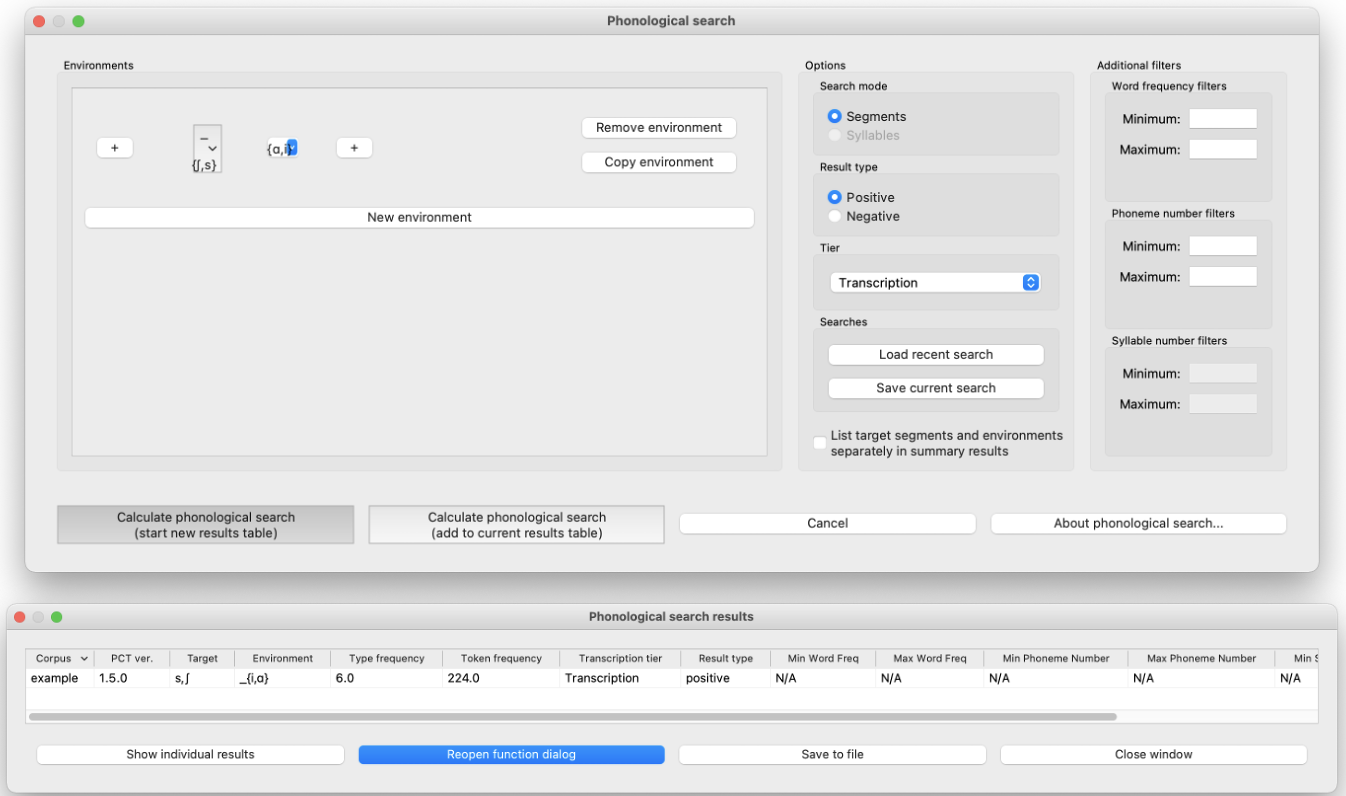 Phonological search
Environments
+
_
{ʃ,s}
{ɑ,i}
+
Remove environment
Copy environment
New environment
Options
Search mode
Segments
Syllables
Result type
Positive
Negative
Tier
Transcription
Searches
Load recent search
Save current search
List target segments and environments
separately in summary results
Additional filters
Word frequency filters
Minimum:
Maximum:
Phoneme number filters
Minimum:
Maximum:
Syllable number filters
Minimum:
Maximum:
Calculate phonological search
(start new results table)
Calculate phonological search
(add to current results table)
Cancel
About phonological search...
Phonological search results
Corpus PCT ver. Target Environment Type frequency Token frequency Transcription tier Result type Min Word Freq Max Word Freq Min Phoneme Number Max Phoneme Number Min S
example 1.5.0 s,ʃ _{i,ɑ} 6.0 224.0 Transcription positive N/A N/A N/A N/A N/A
Show individual results
Reopen function dialog
Save to file
Close window